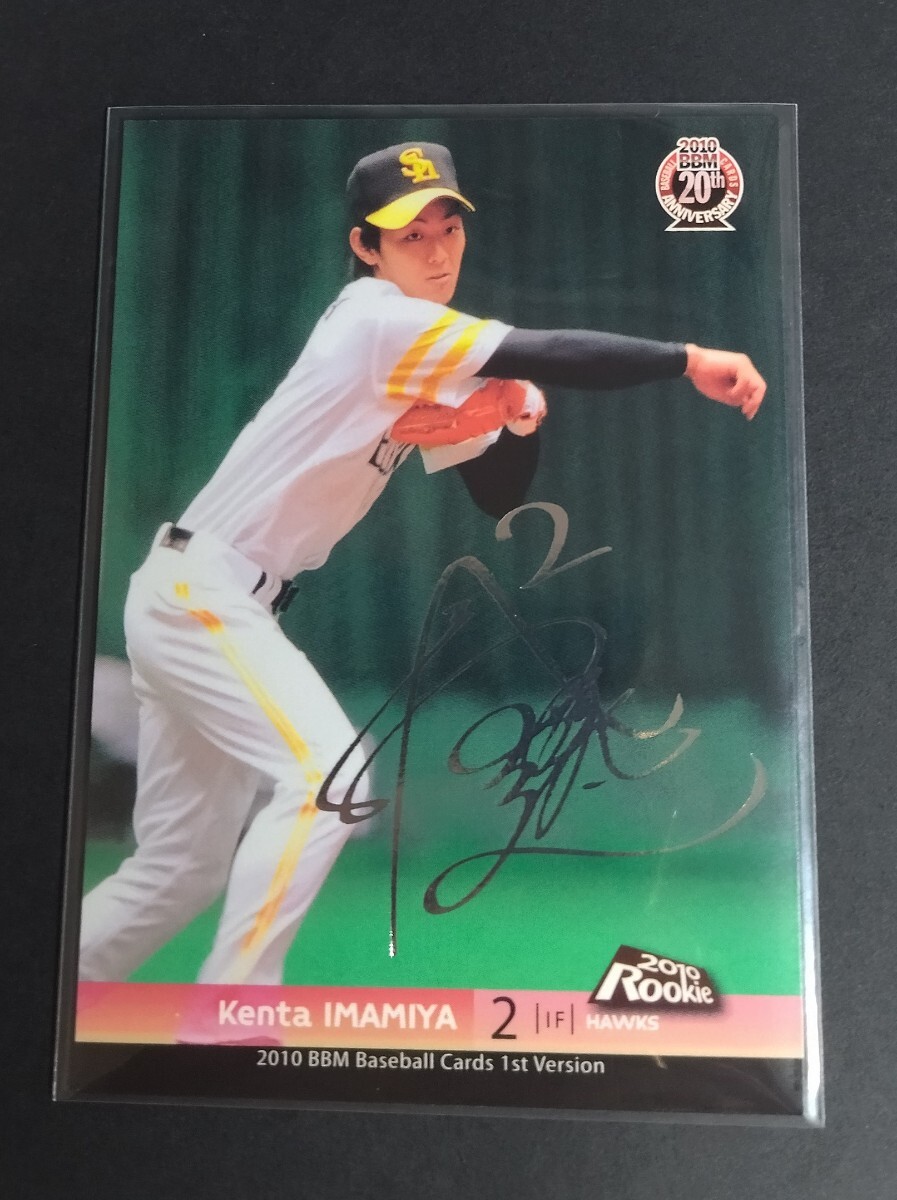 SH
2010
BBM
BASEBALL CARDS
20th
ANNIVERSARY
2
2010
Rookie
Kenta IMAMIYA 2 |IF| HAWKS
2010 BBM Baseball Cards 1st Version